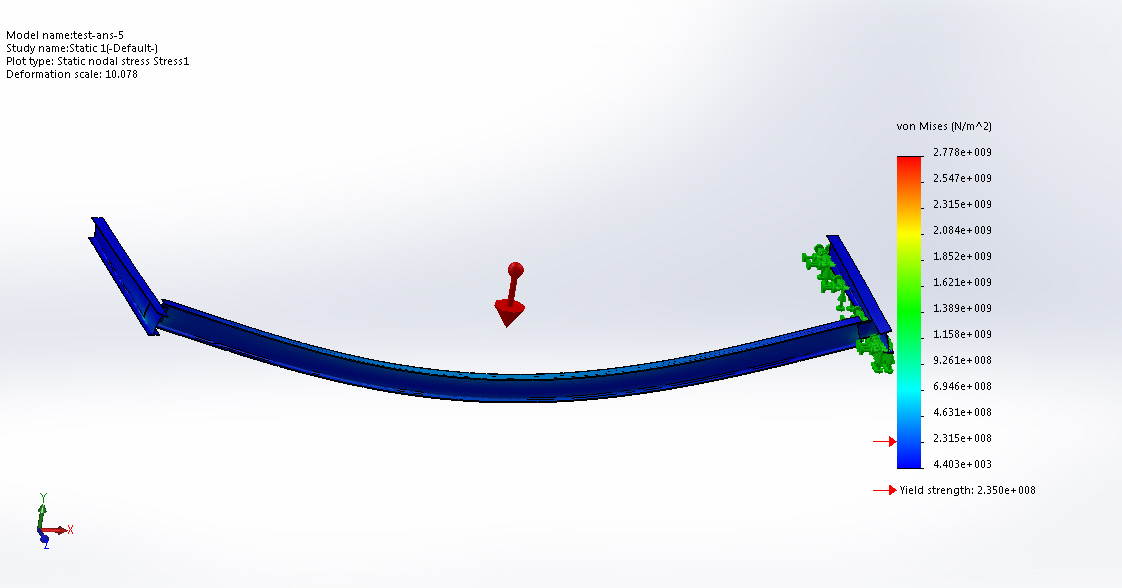 Model name:test-ans-5
Study name:Static 1(-Default-)
Plot type: Static nodal stress Stress1
Deformation scale: 10.078
von Mises (N/m^2)
2.778e+009
2.547e+009
2.315e+009
2.084e+009
1.852e+009
1.621e+009
1.389e+009
1.158e+009
9.261e+008
6.946e+008
4.631e+008
2.315e+008
4.403e+003
Yield strength: 2.350e+008
Y
X
Z